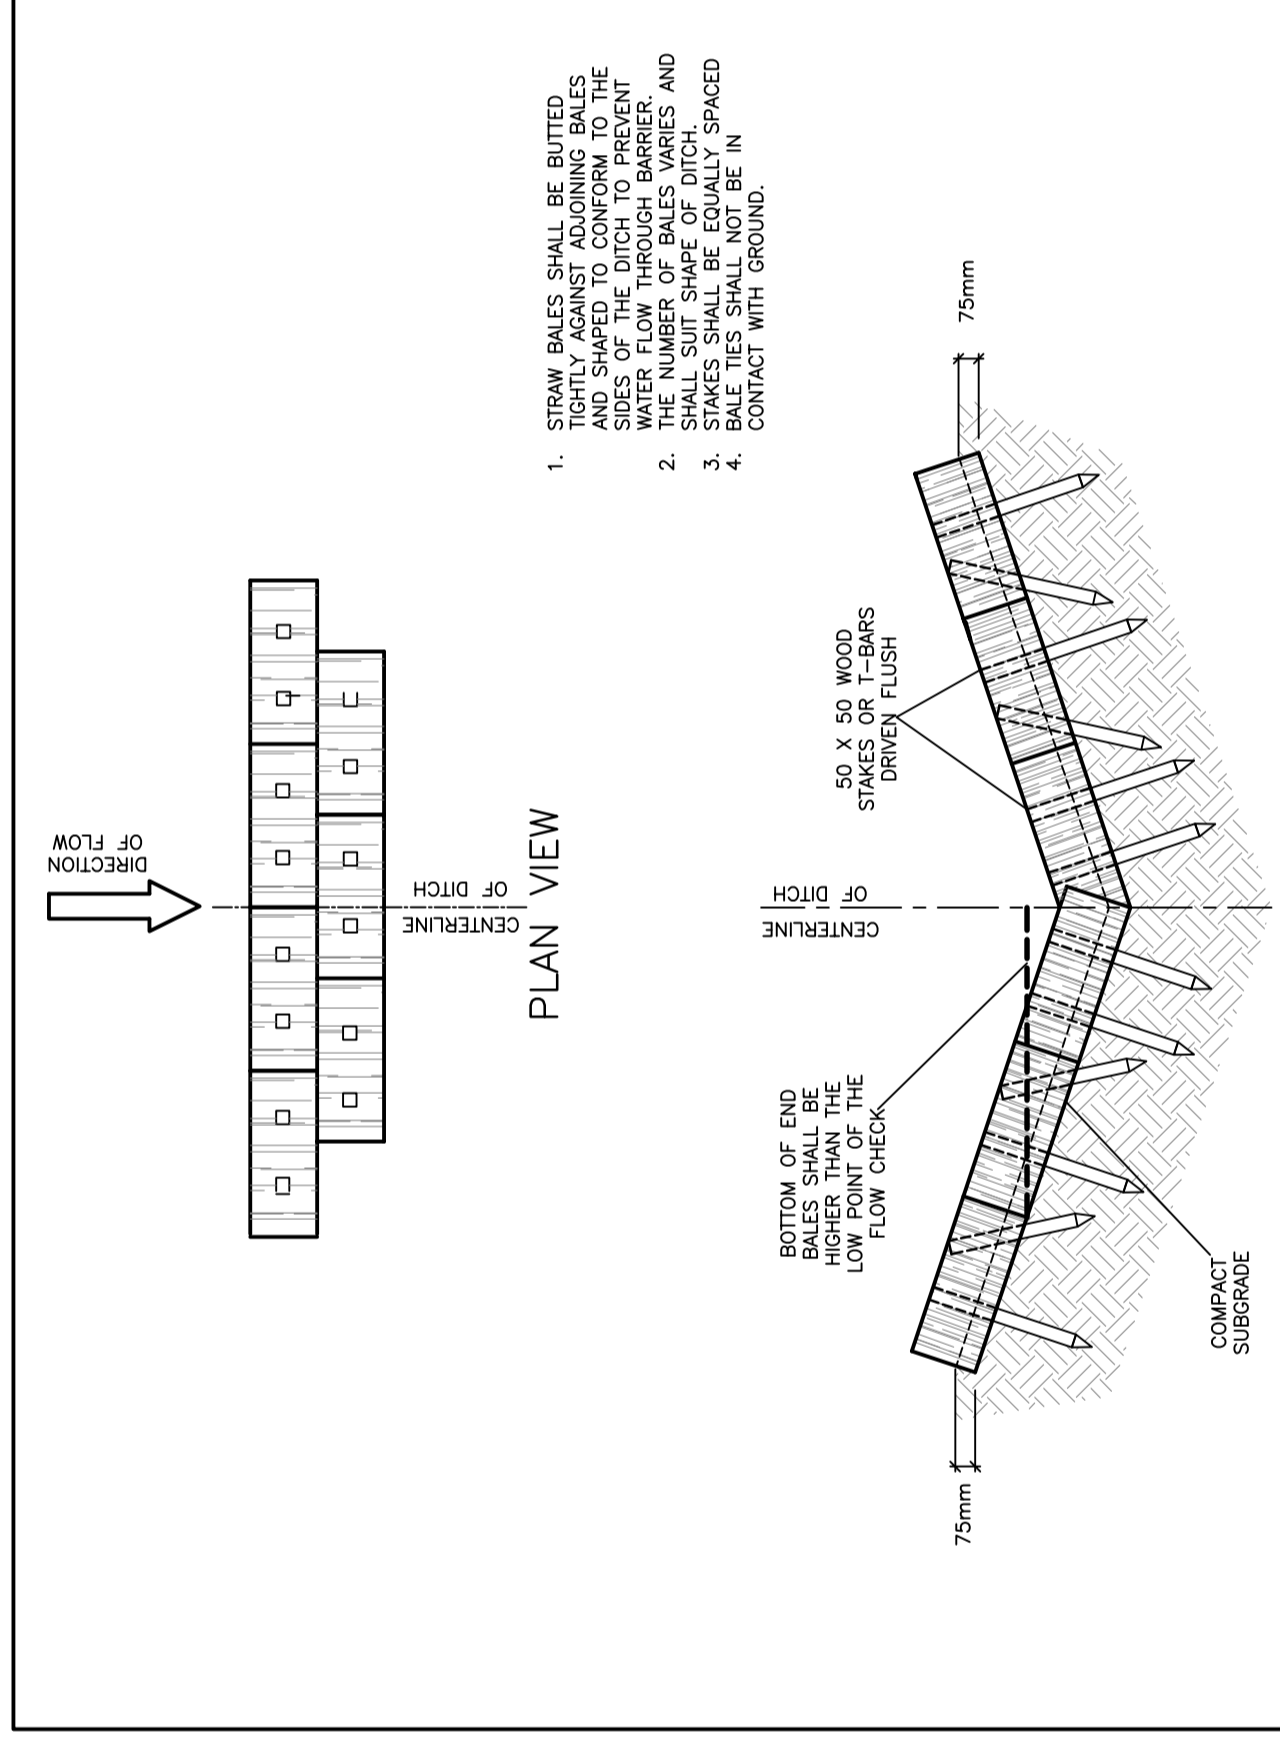 DIRECTION
OF FLOW
CENTERLINE
OF DITCH
PLAN VIEW
1. STRAW BALES SHALL BE BUTTED
TIGHTLY AGAINST ADJOINING BALES
AND SHAPED TO CONFORM TO THE
SIDES OF THE DITCH TO PREVENT
WATER FLOW THROUGH BARRIER.
2. THE NUMBER OF BALES VARIES AND
SHALL SUIT SHAPE OF DITCH.
3. STAKES SHALL BE EQUALLY SPACED
4. BALE TIES SHALL NOT BE IN
CONTACT WITH GROUND.
CENTERLINE
OF DITCH
BOTTOM OF END
BALES SHALL BE
HIGHER THAN THE
LOW POINT OF THE
FLOW CHECK
50 X 50 WOOD
STAKES OR T-BARS
DRIVEN FLUSH
75mm
75mm
COMPACT
SUBGRADE